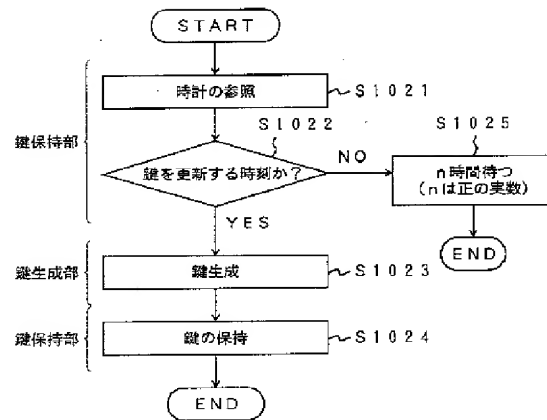 START
鍵保持部
時計の参照
S1021
S1022
鍵を更新する時刻か?
NO
S1025
n時間待つ
(nは正の実数)
END
YES
鍵生成部
鍵生成
S1023
鍵保持部
鍵の保持
S1024
END